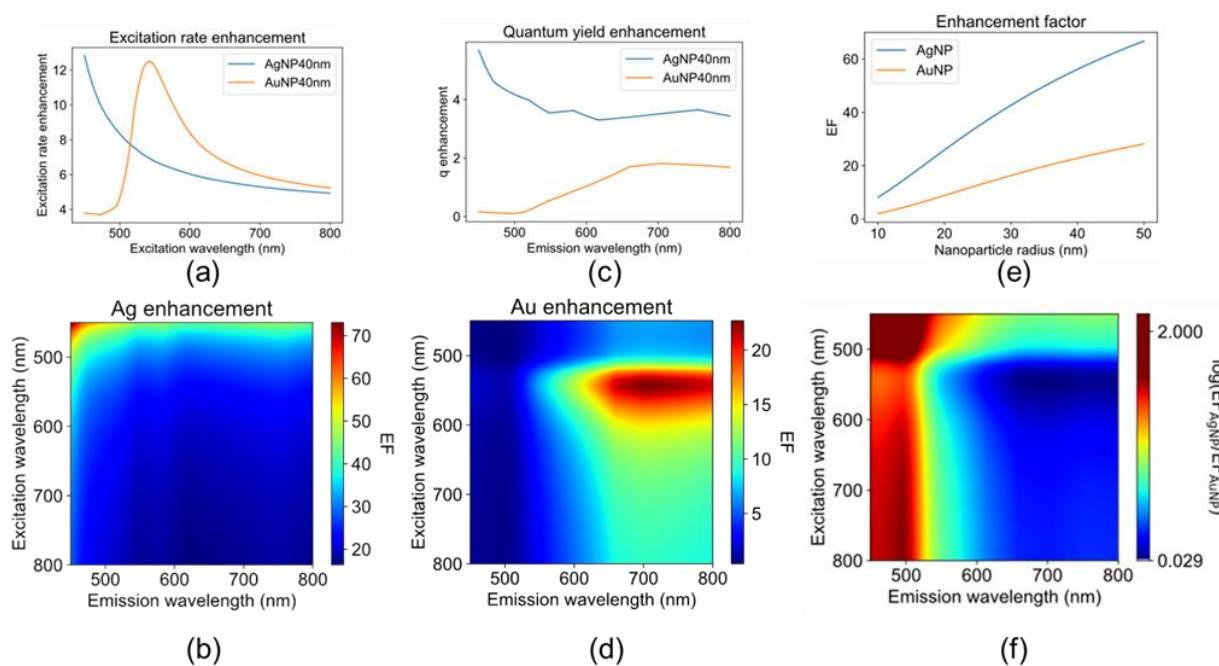 Excitation rate enhancement
AgNP40nm
AuNP40nm
Excitation rate enhancement
12
10
8
6
4
500
600
700
800
Excitation wavelength (nm)
(a)
Quantum yield enhancement
AgNP40nm
AuNP40nm
q enhancement
4
2
0
500
600
700
800
Emission wavelength (nm)
(c)
Enhancement factor
AgNP
AuNP
EF
60
40
20
0
10
20
30
40
50
Nanoparticle radius (nm)
(e)
Ag enhancement
Excitation wavelength (nm)
500
600
700
800
500
600
700
800
Emission wavelength (nm)
70
60
50
40
30
20
EF
(b)
Au enhancement
Excitation wavelength (nm)
500
600
700
800
500
600
700
800
Emission wavelength (nm)
20
15
10
5
EF
(d)
Excitation wavelength (nm)
500
600
700
800
500
600
700
800
Emission wavelength (nm)
2.000
0.029
log(EF AgNP/EF AuNP)
(f)